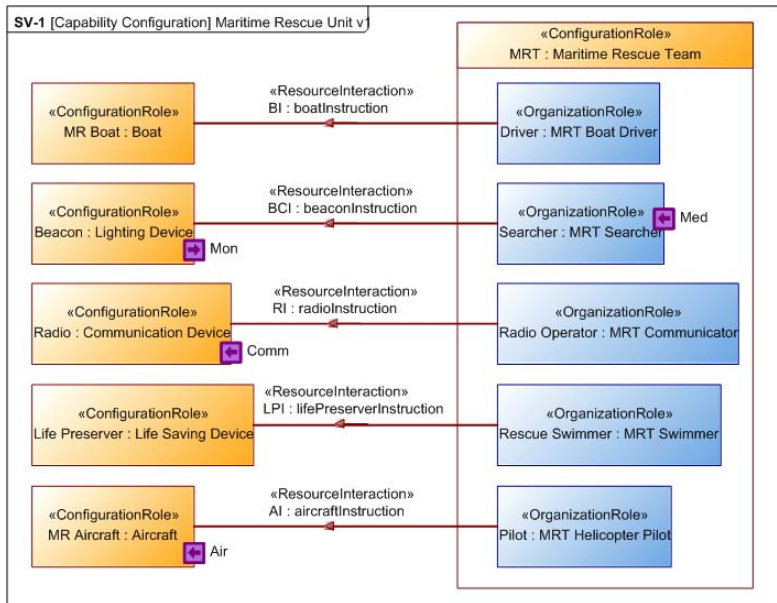 SV-1 [Capability Configuration] Maritime Rescue Unit v1
«ConfigurationRole»
MRT : Maritime Rescue Team
«ConfigurationRole»
MR Boat : Boat
«ResourceInteraction»
BI : boatInstruction
«OrganizationRole»
Driver : MRT Boat Driver
«ConfigurationRole»
Beacon : Lighting Device
Mon
«ResourceInteraction»
BCI : beaconInstruction
«OrganizationRole»
Searcher : MRT Searcher
Med
«ConfigurationRole»
Radio : Communication Device
Comm
«ResourceInteraction»
RI : radioInstruction
«OrganizationRole»
Radio Operator : MRT Communicator
«ConfigurationRole»
Life Preserver : Life Saving Device
«ResourceInteraction»
LPI : lifePreserverInstruction
«OrganizationRole»
Rescue Swimmer : MRT Swimmer
«ConfigurationRole»
MR Aircraft : Aircraft
Air
«ResourceInteraction»
AI : aircraftInstruction
«OrganizationRole»
Pilot : MRT Helicopter Pilot